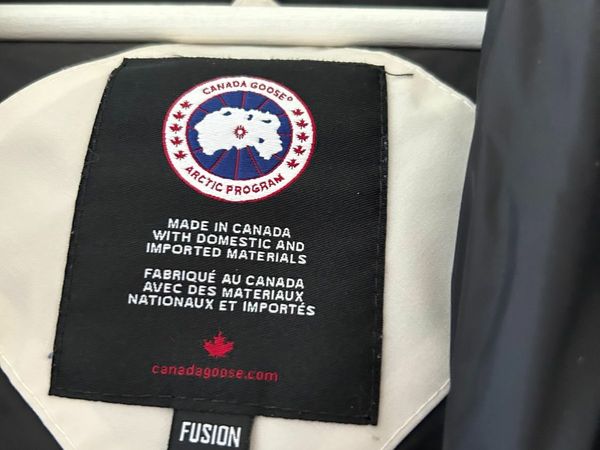 CANADA GOOSE®
ARCTIC PROGRAM
MADE IN CANADA
WITH DOMESTIC AND
IMPORTED MATERIALS
FABRIQUÉ AU CANADA
AVEC DES MATERIAUX
NATIONAUX ET IMPORTÉS
canadagoose.com
FUSION